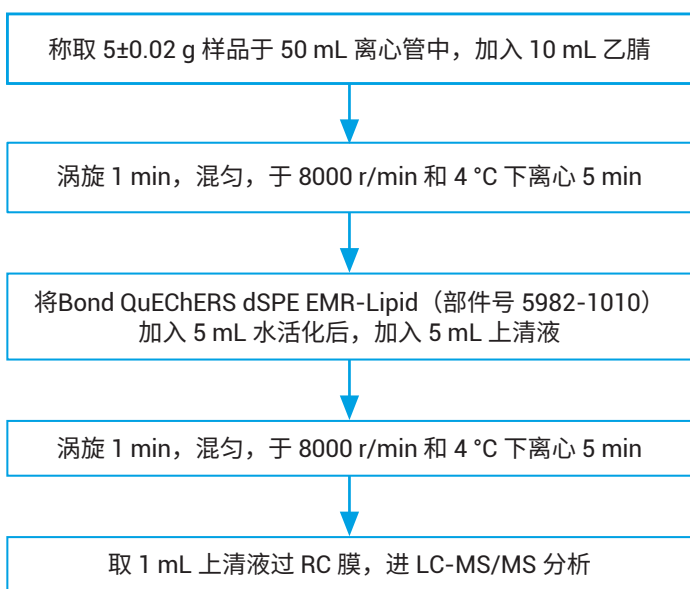 称取 5±0.02 g 样品于 50 mL 离心管中，加入 10 mL 乙腈
涡旋 1 min，混匀，于 8000 r/min 和 4 °C 下离心 5 min
将Bond QuEChERS dSPE EMR-Lipid（部件号 5982-1010）
加入 5 mL 水活化后，加入 5 mL 上清液
涡旋 1 min，混匀，于 8000 r/min 和 4 °C 下离心 5 min
取 1 mL 上清液过 RC 膜，进 LC-MS/MS 分析